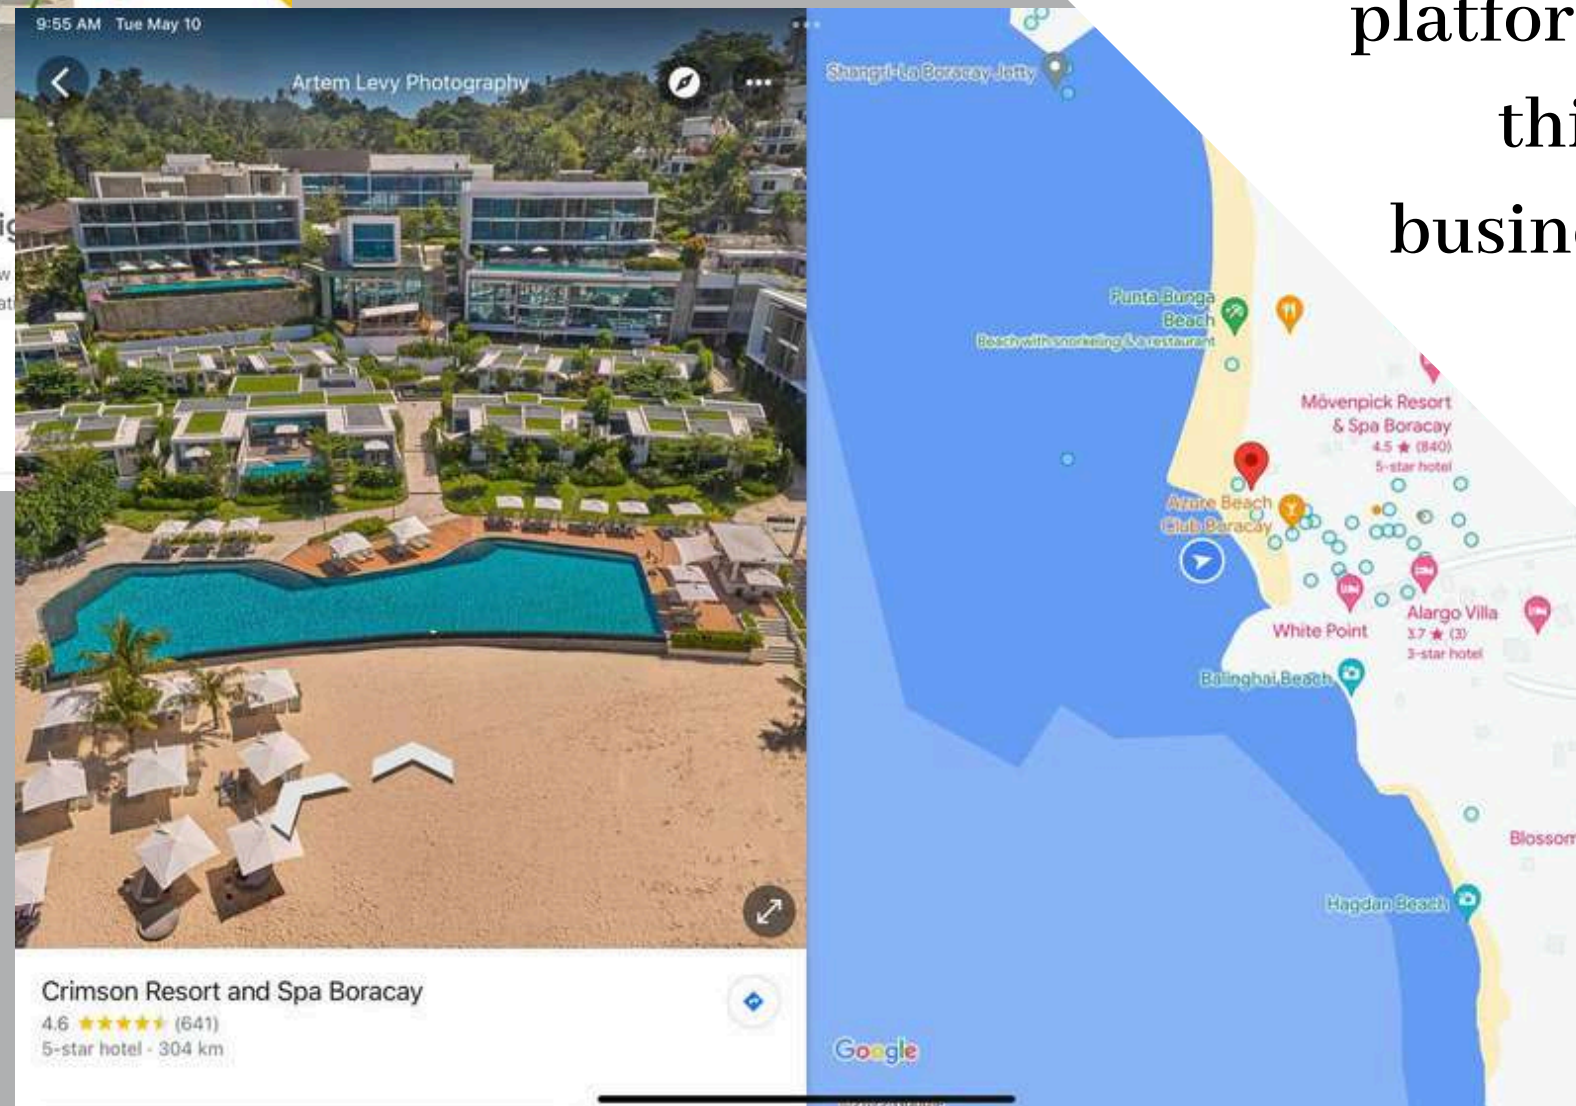 platfor
thi
busin
9:55 AM Tue May 10
Artem Levy Photography
Crimson Resort and Spa Boracay
4.6 ★★★★★ (641)
5-star hotel · 304 km
Shangri-La Boracay Jetty
Punta Bunga
Beach
Beach with snorkeling & a restaurant
Mövenpick Resort
& Spa Boracay
4.5 ★ (840)
5-star hotel
Azure Beach
Club Boracay
White Point
Alargo Villa
3.7 ★ (3)
3-star hotel
Balinghai Beach
Blossom
Hagdan Beach
Google